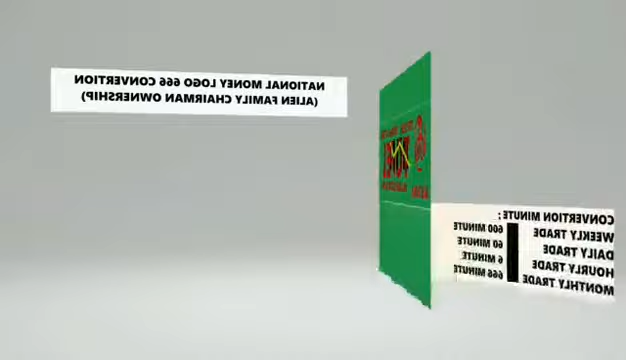 NATIONAL MONEY LOGO 666 CONVERTION
(ALIEN FAMILY CHAIRMAN OWNERSHIP)
CONVERTION MINUTE :
WEEKLY TRADE 600 MINUTE
DAILY TRADE 60 MINUTE
HOURLY TRADE 6 MINUTE
MONTHLY TRADE 666 MINUTE